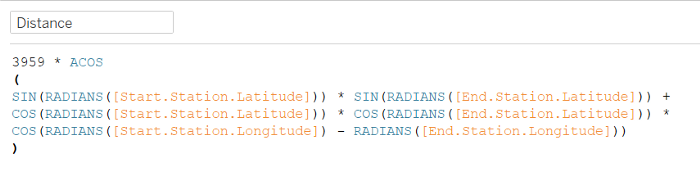 Distance
3959 * ACOS
(
SIN(RADIANS([Start.Station.Latitude])) * SIN(RADIANS([End.Station.Latitude])) +
COS(RADIANS([Start.Station.Latitude])) * COS(RADIANS([End.Station.Latitude])) *
COS(RADIANS([Start.Station.Longitude]) - RADIANS([End.Station.Longitude]))
)